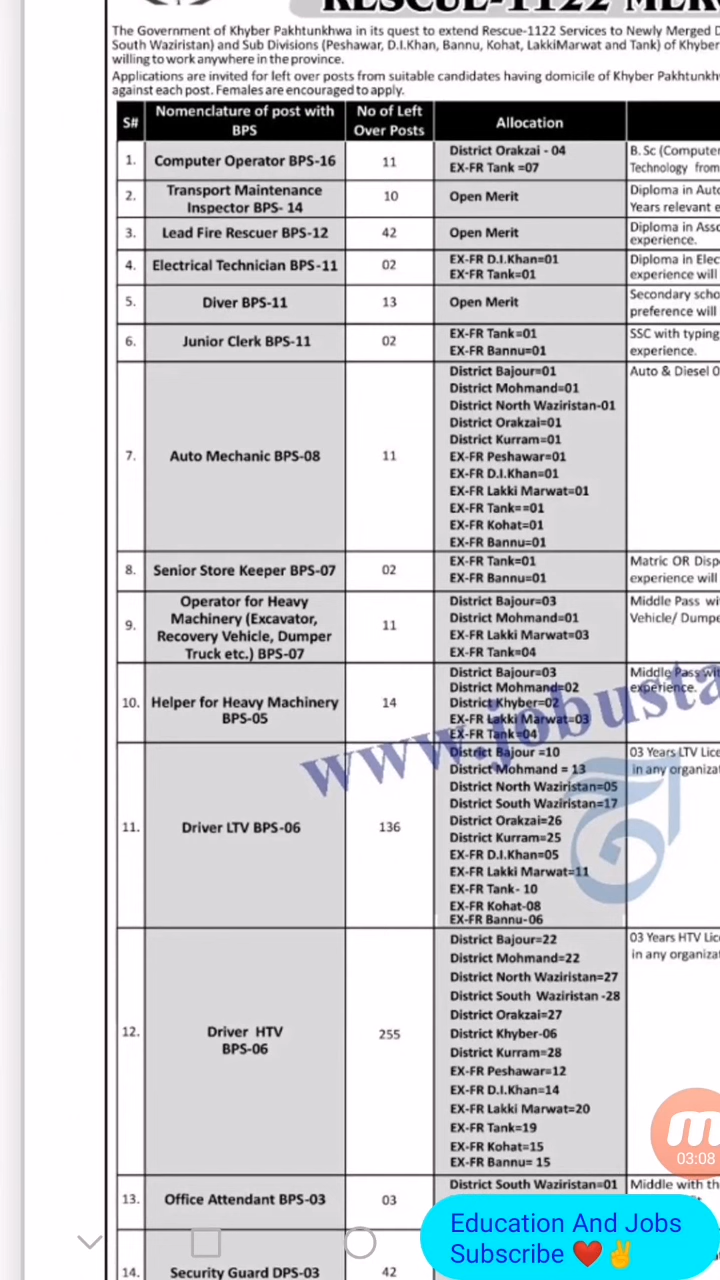 RESCUE-1122 MER
The Government of Khyber Pakhtunkhwa in its quest to extend Rescue-1122 Services to Newly Merged D
South Waziristan) and Sub Divisions (Peshawar, D.I.Khan, Bannu, Kohat, LakkiMarwat and Tank) of Khyber
willing to work anywhere in the province.
Applications are invited for left over posts from suitable candidates having domicile of Khyber Pakhtunkhw
against each post. Females are encouraged to apply.
S# Nomenclature of post with BPS No of Left Over Posts Allocation
1. Computer Operator BPS-16 11 District Orakzai - 04 B. Sc (Computer
EX-FR Tank =07 Technology from
2. Transport Maintenance Inspector BPS- 14 10 Open Merit Diploma in Auto
Years relevant e
3. Lead Fire Rescuer BPS-12 42 Open Merit Diploma in Asso
experience.
4. Electrical Technician BPS-11 02 EX-FR D.I.Khan=01 Diploma in Elec
EX-FR Tank=01 experience will
5. Diver BPS-11 13 Open Merit Secondary scho
preference will
6. Junior Clerk BPS-11 02 EX-FR Tank=01 SSC with typing
EX-FR Bannu=01 experience.
7. Auto Mechanic BPS-08 11 District Bajour=01 Auto & Diesel
District Mohmand=01
District North Waziristan-01
District Orakzai=01
District Kurram=01
EX-FR Peshawar=01
EX-FR D.I.Khan=01
EX-FR Lakki Marwat=01
EX-FR Tank==01
EX-FR Kohat=01
EX-FR Bannu=01
8. Senior Store Keeper BPS-07 02 EX-FR Tank=01 Matric OR Disp
EX-FR Bannu=01 experience will
9. Operator for Heavy Machinery (Excavator, Recovery Vehicle, Dumper Truck etc.) BPS-07 11 District Bajour=03 Middle Pass wi
District Mohmand=01 Vehicle/ Dumpe
EX-FR Lakki Marwat=03
EX-FR Tank=04
10. Helper for Heavy Machinery BPS-05 14 District Bajour=03 Middle Pass wit
District Mohmand=02 experience.
District Khyber=02
EX-FR Lakki Marwat=03
EX-FR Tank=04
www.jobusta
11. Driver LTV BPS-06 136 District Bajour =10 03 Years LTV Lice
District Mohmand = 13 in any organizat
District North Waziristan=05
District South Waziristan=17
District Orakzai=26
District Kurram=25
EX-FR D.I.Khan=05
EX-FR Lakki Marwat=11
EX-FR Tank- 10
EX-FR Kohat-08
EX-FR Bannu-06
12. Driver HTV BPS-06 255 District Bajour=22 03 Years HTV Lic
District Mohmand=22 in any organiza
District North Waziristan=27
District South Waziristan -28
District Orakzai=27
District Khyber-06
District Kurram=28
EX-FR Peshawar=12
EX-FR D.I.Khan=14
EX-FR Lakki Marwat=20
EX-FR Tank=19
EX-FR Kohat=15
EX-FR Bannu= 15
03:08
13. Office Attendant BPS-03 03 District South Waziristan=01 Middle with th
14. Security Guard DPS-03 42
Education And Jobs
Subscribe ❤️✌️